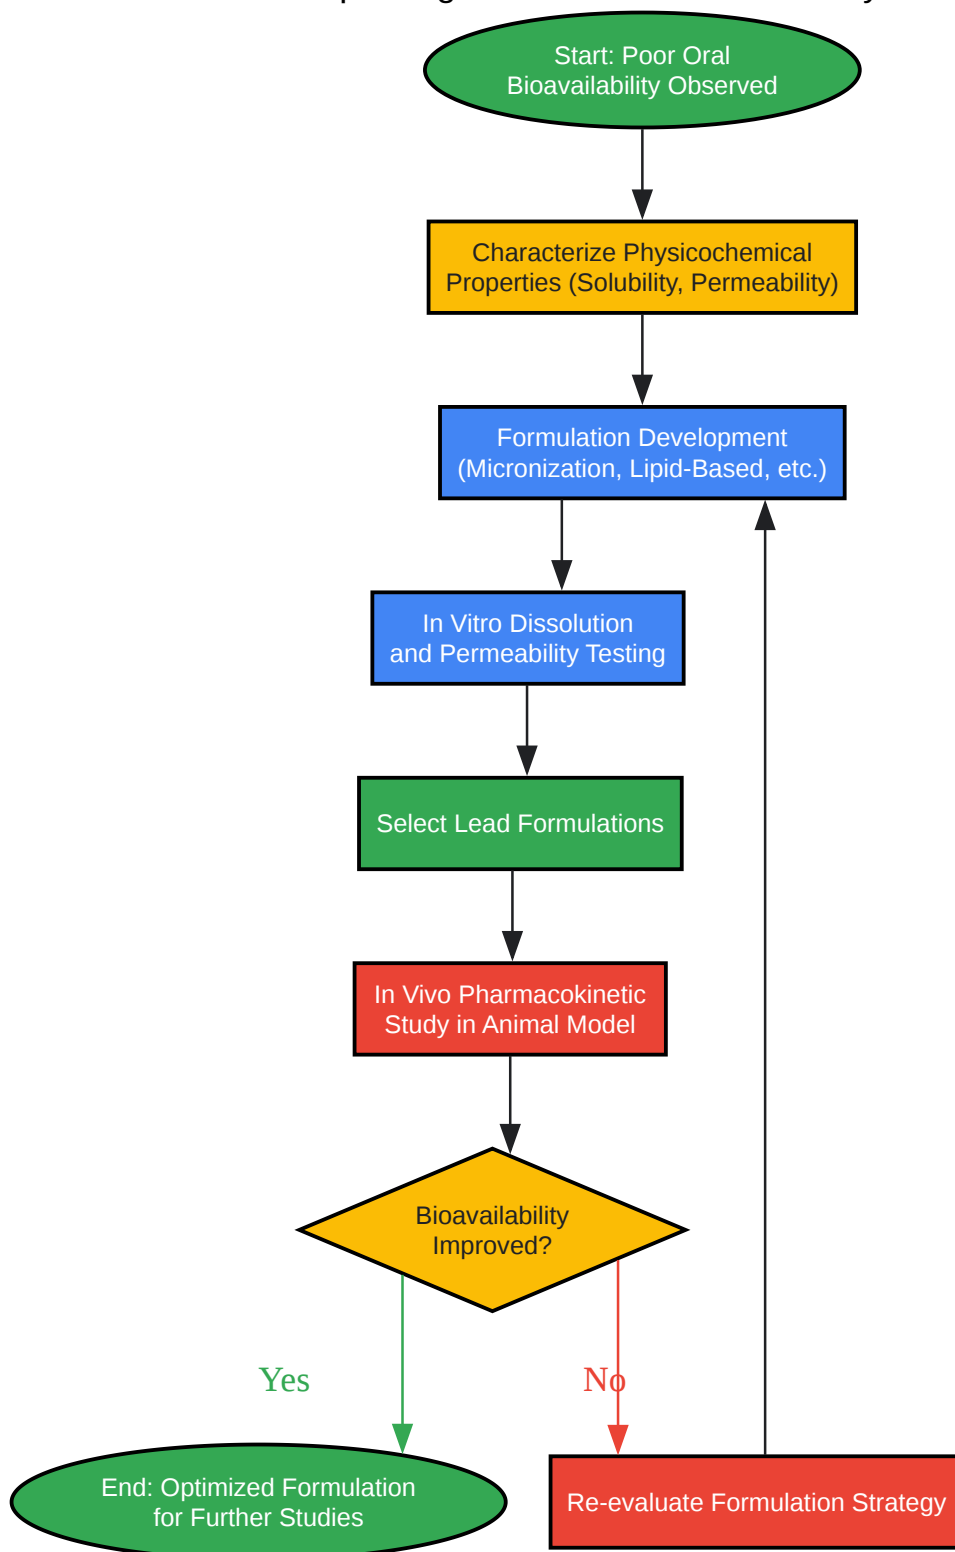 Start: Poor Oral
Bioavailability Observed
Characterize Physicochemical
Properties (Solubility, Permeability)
Formulation Development
(Micronization, Lipid-Based, etc.)
In Vitro Dissolution
and Permeability Testing
Select Lead Formulations
In Vivo Pharmacokinetic
Study in Animal Model
Bioavailability
Improved?
Yes
No
End: Optimized Formulation
for Further Studies
Re-evaluate Formulation Strategy